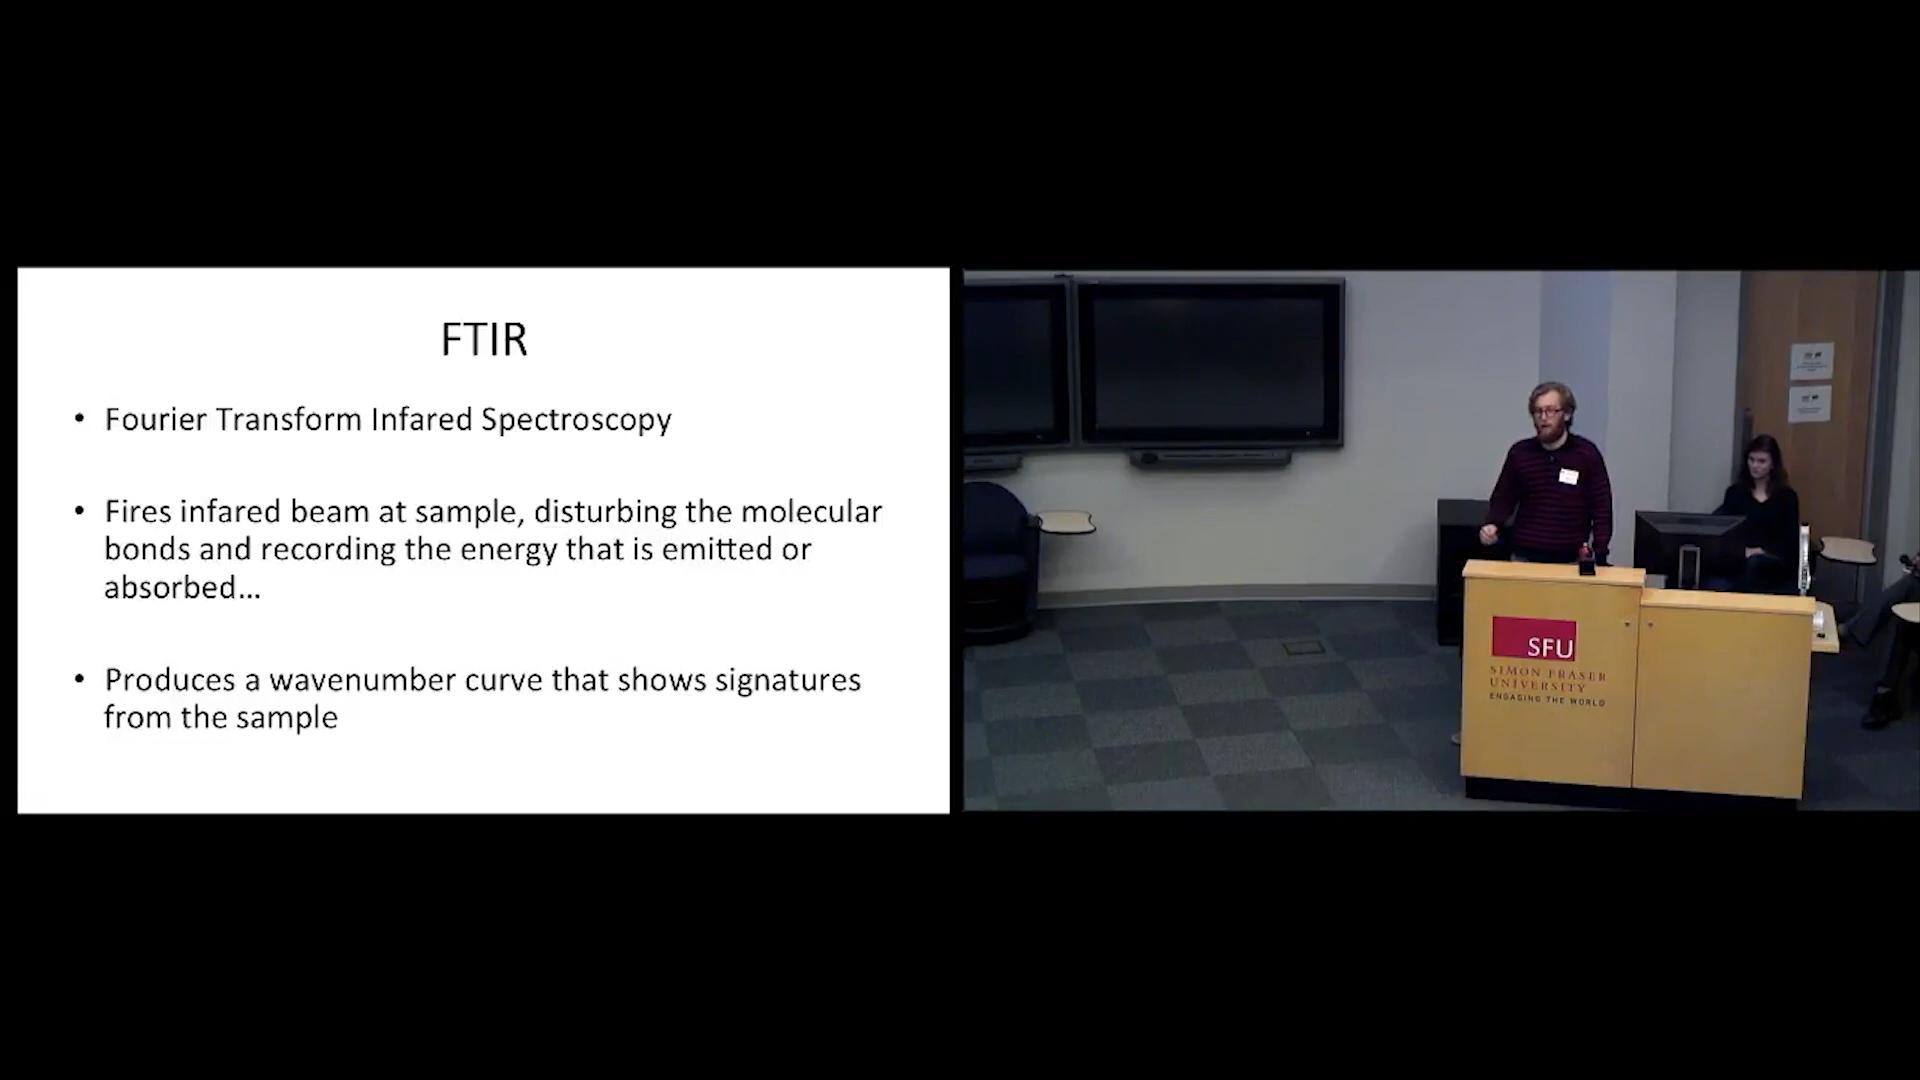 FTIR
• Fourier Transform Infared Spectroscopy
• Fires infared beam at sample, disturbing the molecular
bonds and recording the energy that is emitted or
absorbed...
• Produces a wavenumber curve that shows signatures
from the sample
SFU
SIMON FRASER
UNIVERSITY
ENGAGING THE WORLD